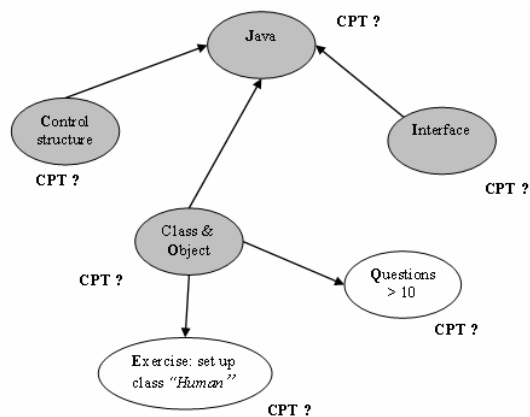 CPT ?
Java
Control
structure
Interface
CPT ?
CPT ?
Class &
Object
Questions
> 10
CPT ?
CPT ?
Exercise: set up
class “Human”
CPT ?